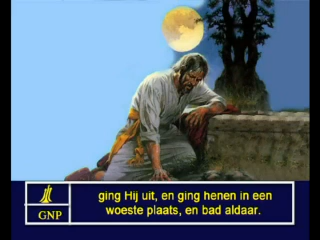 ging Hij uit, en ging henen in een
woeste plaats, en bad aldaar.
GNP